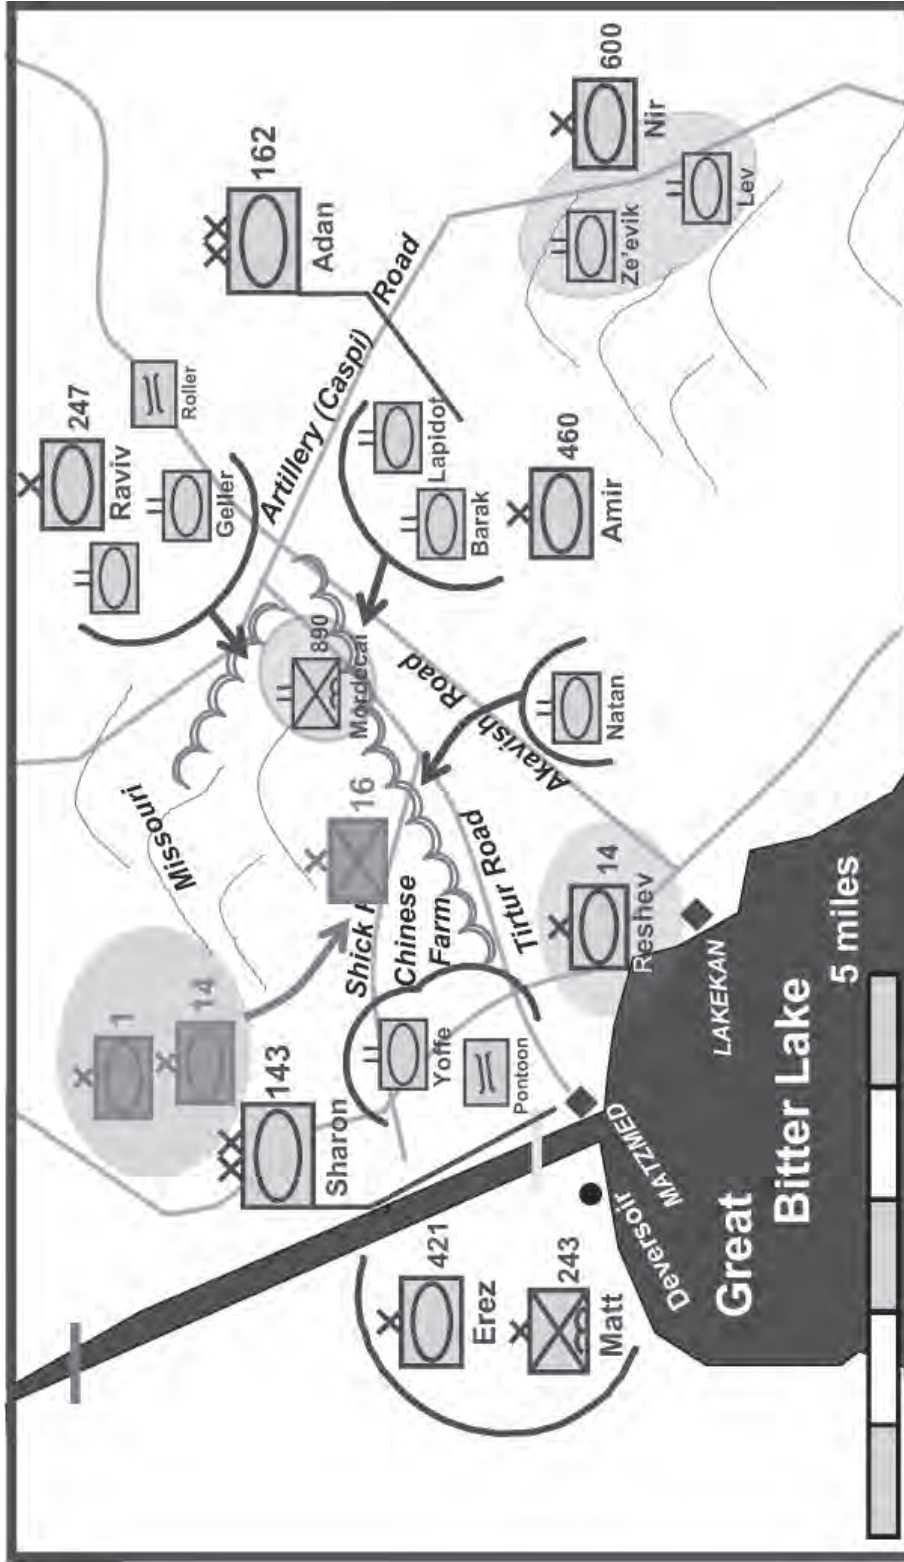 247
Raviv
1
Missouri
14
Roller
Geller
162
Adan
143
Sharon
Artillery (Caspi) Road
890
Mordecai
16
Shick
Chinese
Farm
Lapidot
421
Yoffe
Barak
Erez
Akavish Road
Tirtur Road
Pontoon
460
Amir
243
Matt
600
Nir
14
Reshev
Ze'evik
Natan
Lev
Deversoir
MATZMED
LAKEKAN
Great
Bitter Lake
5 miles